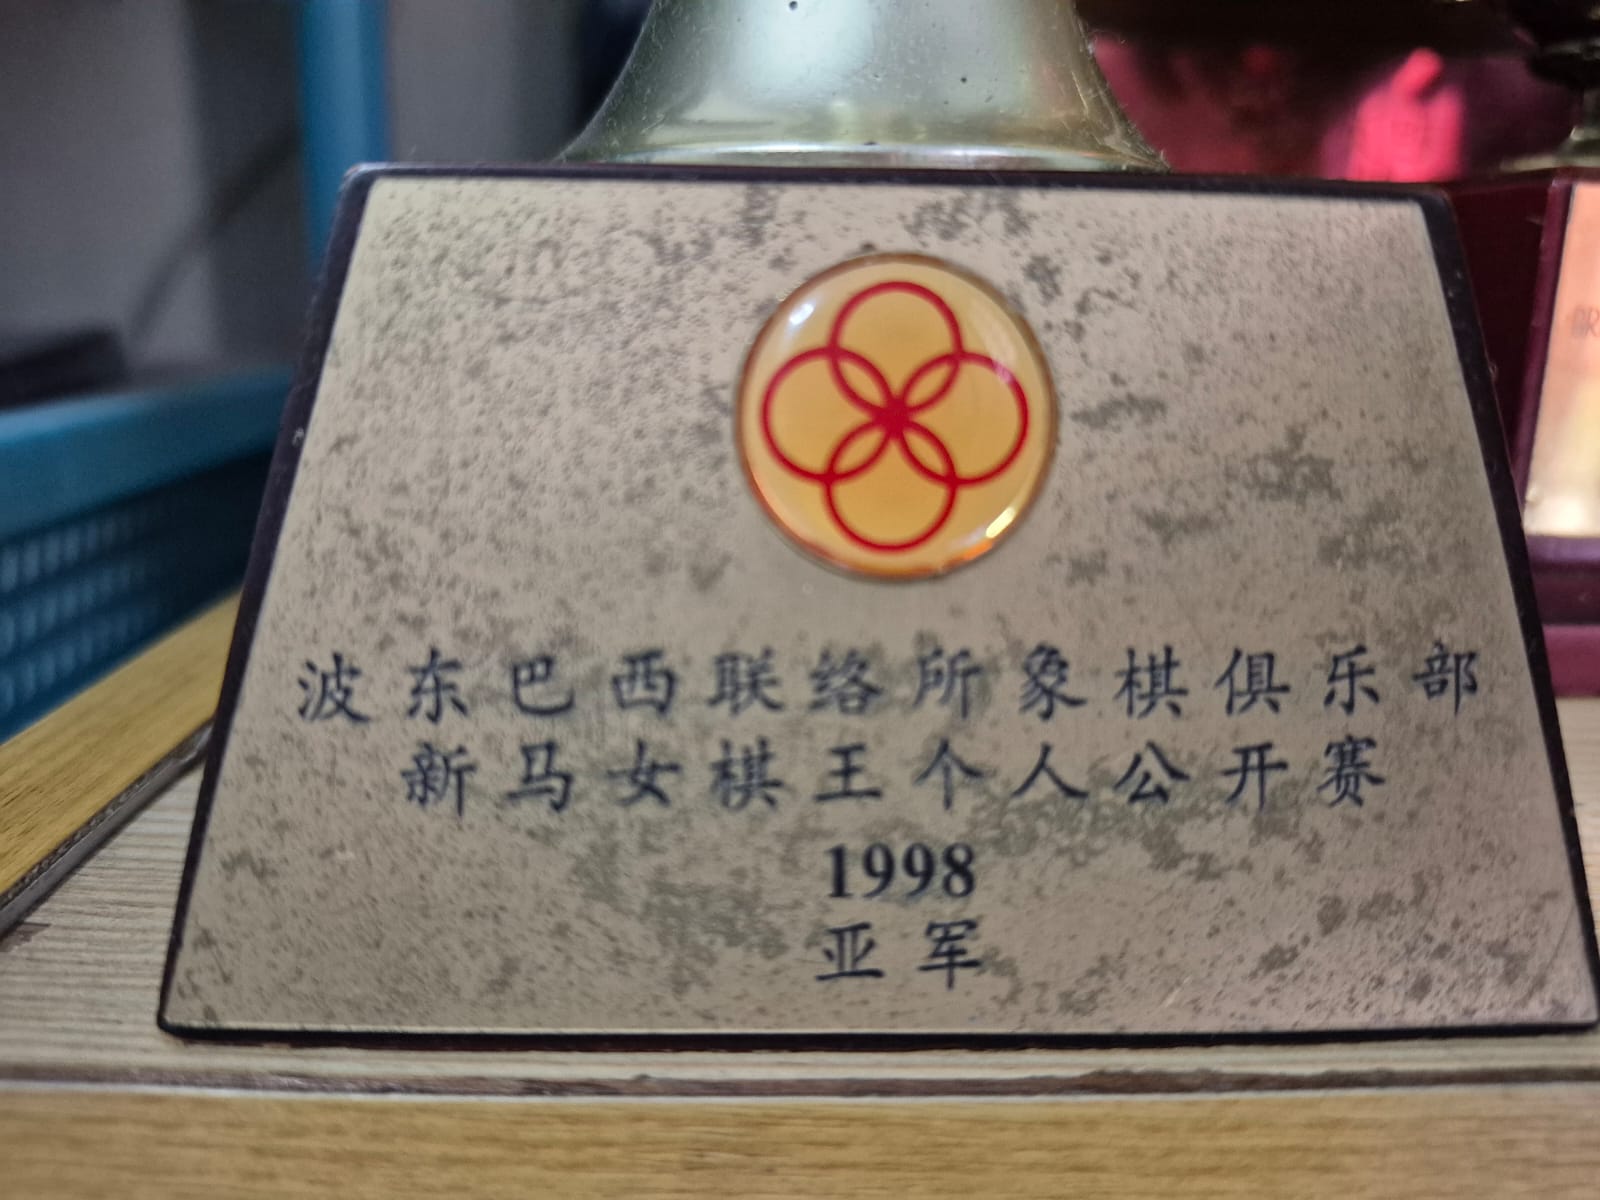 波东巴西联络所象棋俱乐部
新马女棋王个人公开赛
1998
亚军